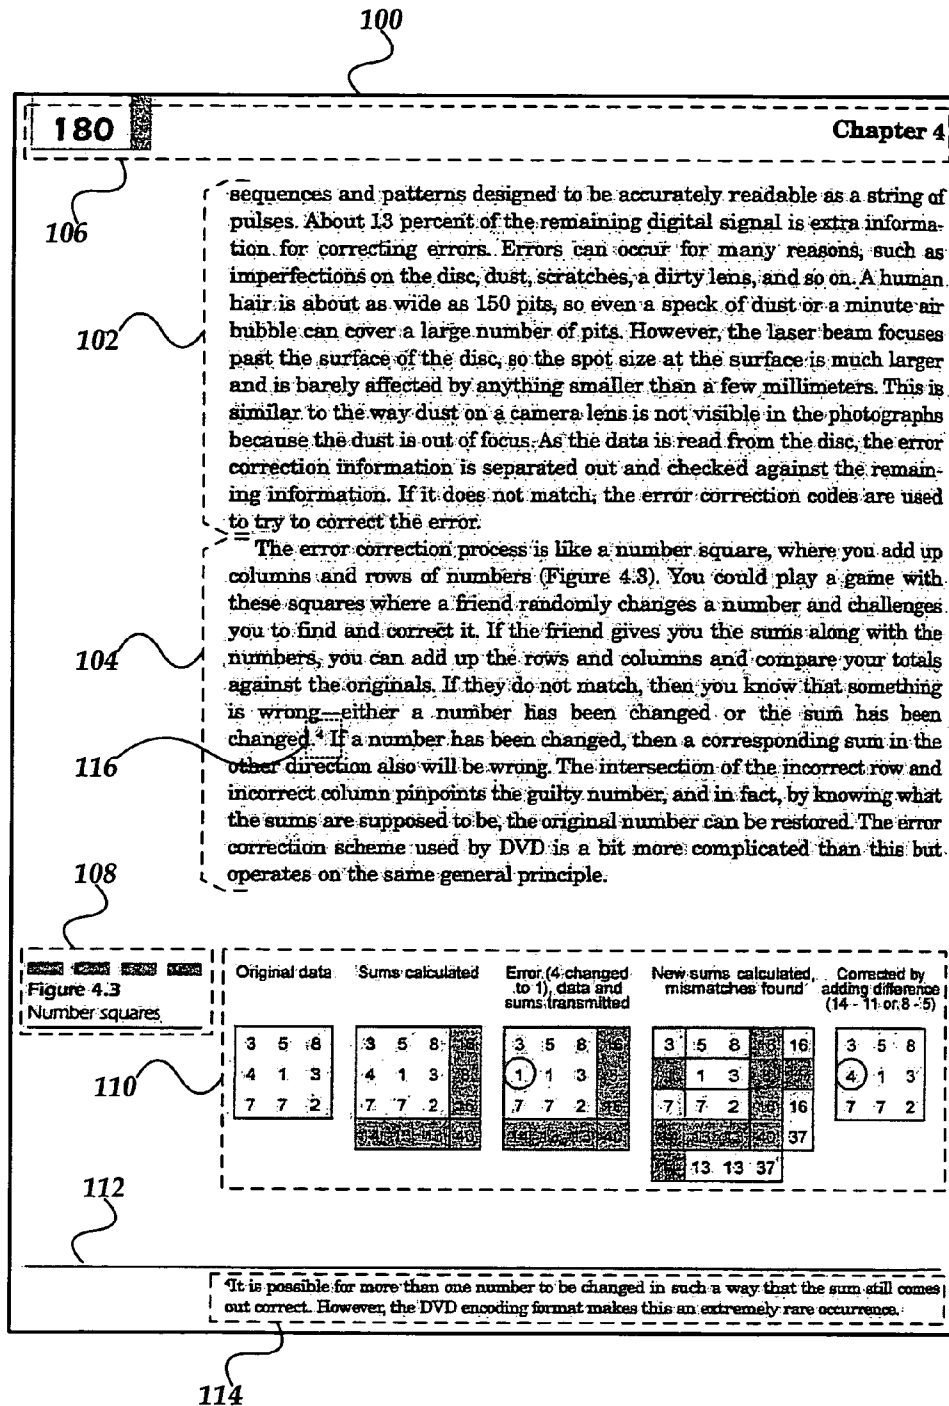 100
180
Chapter 4
106
sequences and patterns designed to be accurately readable as a string of
pulses. About 13 percent of the remaining digital signal is extra informa-
tion for correcting errors. Errors can occur for many reasons, such as
imperfections on the disc, dust, scratches, a dirty lens, and so on. A human
hair is about as wide as 150 pits, so even a speck of dust or a minute air
102
bubble can cover a large number of pits. However, the laser beam focuses
past the surface of the disc, so the spot size at the surface is much larger
and is barely affected by anything smaller than a few millimeters. This is
similar to the way dust on a camera lens is not visible in the photographs
because the dust is out of focus. As the data is read from the disc, the error
correction information is separated out and checked against the remain-
ing information. If it does not match, the error correction codes are used
to try to correct the error.
The error correction process is like a number square, where you add up
columns and rows of numbers (Figure 4.3). You could play a game with
these squares where a friend randomly changes a number and challenges
you to find and correct it. If the friend gives you the sums along with the
104
numbers, you can add up the rows and columns and compare your totals
against the originals. If they do not match, then you know that something
is wrong—either a number has been changed or the sum has been
changed.⁴ If a number has been changed, then a corresponding sum in the
116
other direction also will be wrong. The intersection of the incorrect row and
incorrect column pinpoints the guilty number, and in fact, by knowing what
the sums are supposed to be, the original number can be restored. The error
correction scheme used by DVD is a bit more complicated than this but
operates on the same general principle.
108
Figure 4.3
Number squares
110
Original data
3 5 8
4 1 3
7 7 2
Sums calculated
3 5 8
4 1 3
7 7 2
40
Error (4 changed
to 1), data and
sums transmitted
3 5 8
1 1 3
7 7 2
40
New sums calculated,
mismatches found
3 5 8 16
1 3
7 7 2 16
40 37
13 13 37
Corrected by
adding difference
(14 - 11 or 8 - 5)
3 5 8
4 1 3
7 7 2
112
⁴It is possible for more than one number to be changed in such a way that the sum still comes
out correct. However, the DVD encoding format makes this an extremely rare occurrence.
114